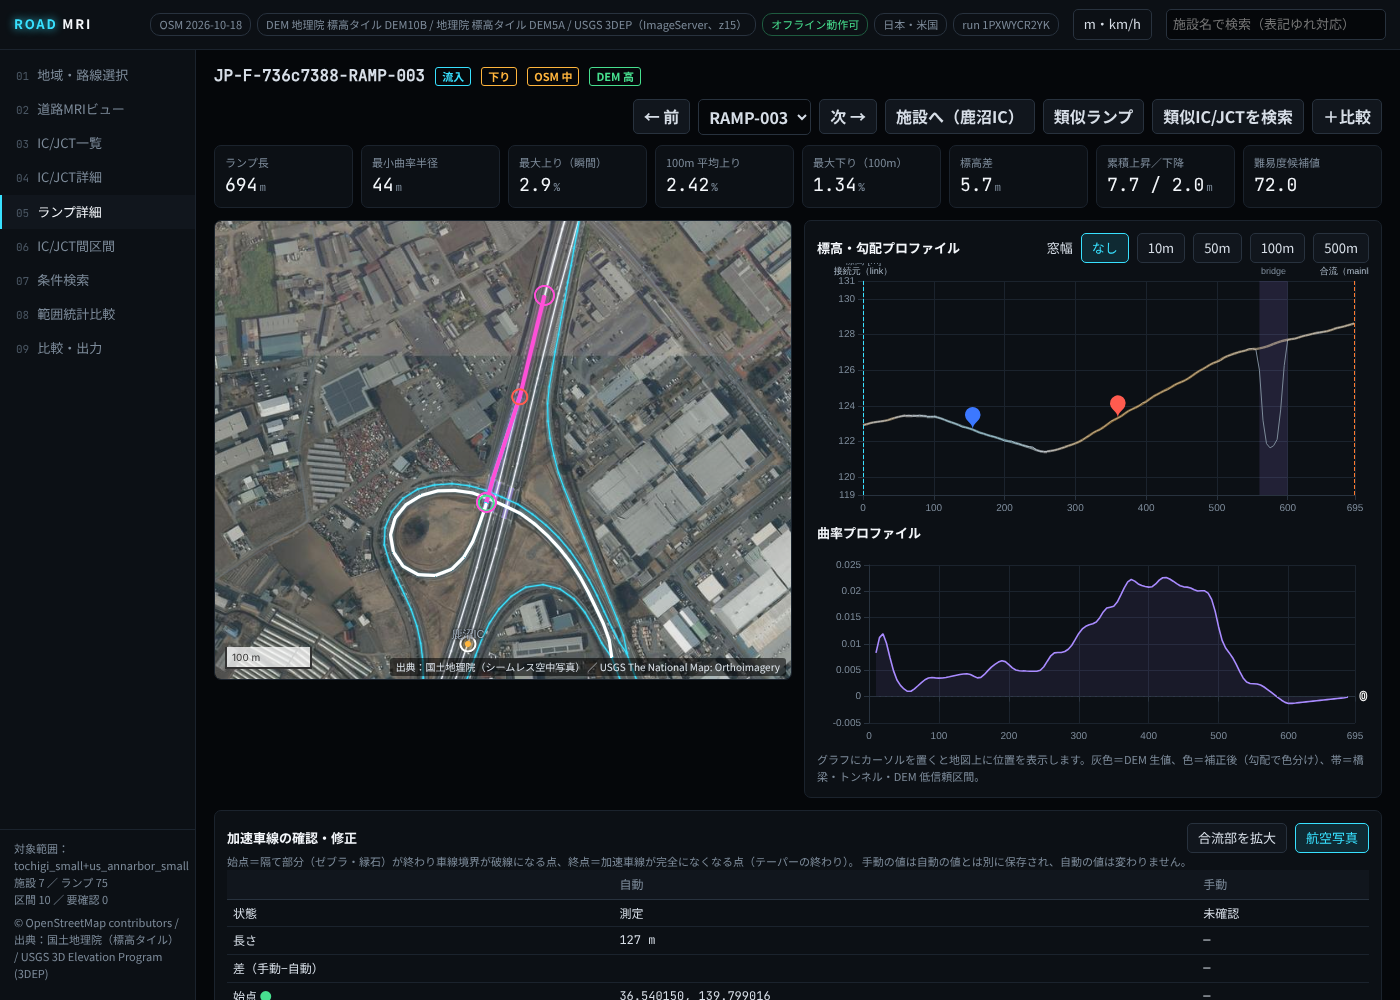 ROAD MRI
OSM 2026-10-18
DEM 地理院 標高タイル DEM10B / 地理院 標高タイル DEM5A / USGS 3DEP（ImageServer、z15）
オフライン動作可
日本・米国
run 1PXWYCR2YK
m・km/h
施設名で検索（表記ゆれ対応）
01 地域・路線選択
02 道路MRIビュー
03 IC/JCT一覧
04 IC/JCT詳細
05 ランプ詳細
06 IC/JCT間区間
07 条件検索
08 範囲統計比較
09 比較・出力
対象範囲：
tochigi_small+us_annarbor_small
施設 7 ／ ランプ 75
区間 10 ／ 要確認 0
© OpenStreetMap contributors /
出典：国土地理院（標高タイル）
/ USGS 3D Elevation Program
(3DEP)
JP-F-736c7388-RAMP-003 流入 下り OSM 中 DEM 高
← 前 RAMP-003 次 → 施設へ（鹿沼IC） 類似ランプ 類似IC/JCTを検索 ＋比較
ランプ長
694 m
最小曲率半径
44 m
最大上り（瞬間）
2.9 %
100m 平均上り
2.42 %
最大下り（100m）
1.34 %
標高差
5.7 m
累積上昇／下降
7.7 / 2.0 m
難易度候補値
72.0
鹿沼IC
100 m
出典：国土地理院（シームレス空中写真） ／ USGS The National Map: Orthoimagery
標高・勾配プロファイル 窓幅 なし 10m 50m 100m 500m
接続元（link） bridge 合流（mainl
131
130
128
126
124
122
120
119
0 100 200 300 400 500 600 695
曲率プロファイル
0.025
0.02
0.015
0.01
0.005
0
-0.005
0
0 100 200 300 400 500 600 695
グラフにカーソルを置くと地図上に位置を表示します。灰色＝DEM 生値、色＝補正後（勾配で色分け）、帯＝橋
梁・トンネル・DEM 低信頼区間。
加速車線の確認・修正 合流部を拡大 航空写真
始点＝隔て部分（ゼブラ・縁石）が終わり車線境界が破線になる点、終点＝加速車線が完全になくなる点（テーパーの終わり）。 手動の値は自動の値とは別に保存され、自動の値は変わりません。
自動 手動
状態 測定 未確認
長さ 127 m —
差（手動−自動） —
始点 36.540150, 139.799016 —